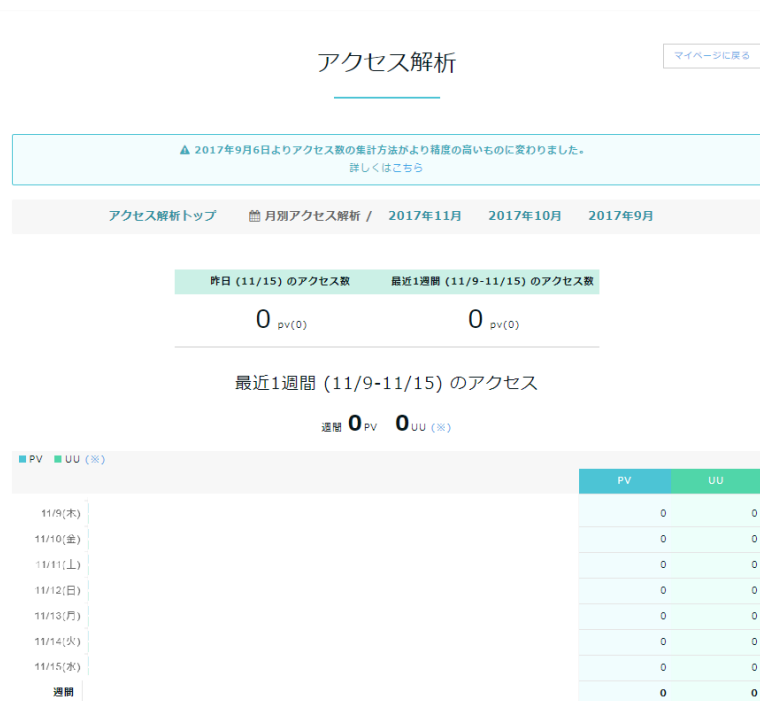 アクセス解析
マイページに戻る
▲ 2017年9月6日よりアクセス数の集計方法がより精度の高いものに変わりました。
詳しくはこちら
アクセス解析トップ 月別アクセス解析 / 2017年11月 2017年10月 2017年9月
昨日 (11/15) のアクセス数 最近1週間 (11/9-11/15) のアクセス数
0 pv(0) 0 pv(0)
最近1週間 (11/9-11/15) のアクセス
週間 0 PV 0 UU (※)
PV UU (※)
PV UU
11/9(木) 0 0
11/10(金) 0 0
11/11(土) 0 0
11/12(日) 0 0
11/13(月) 0 0
11/14(火) 0 0
11/15(水) 0 0
週間 0 0